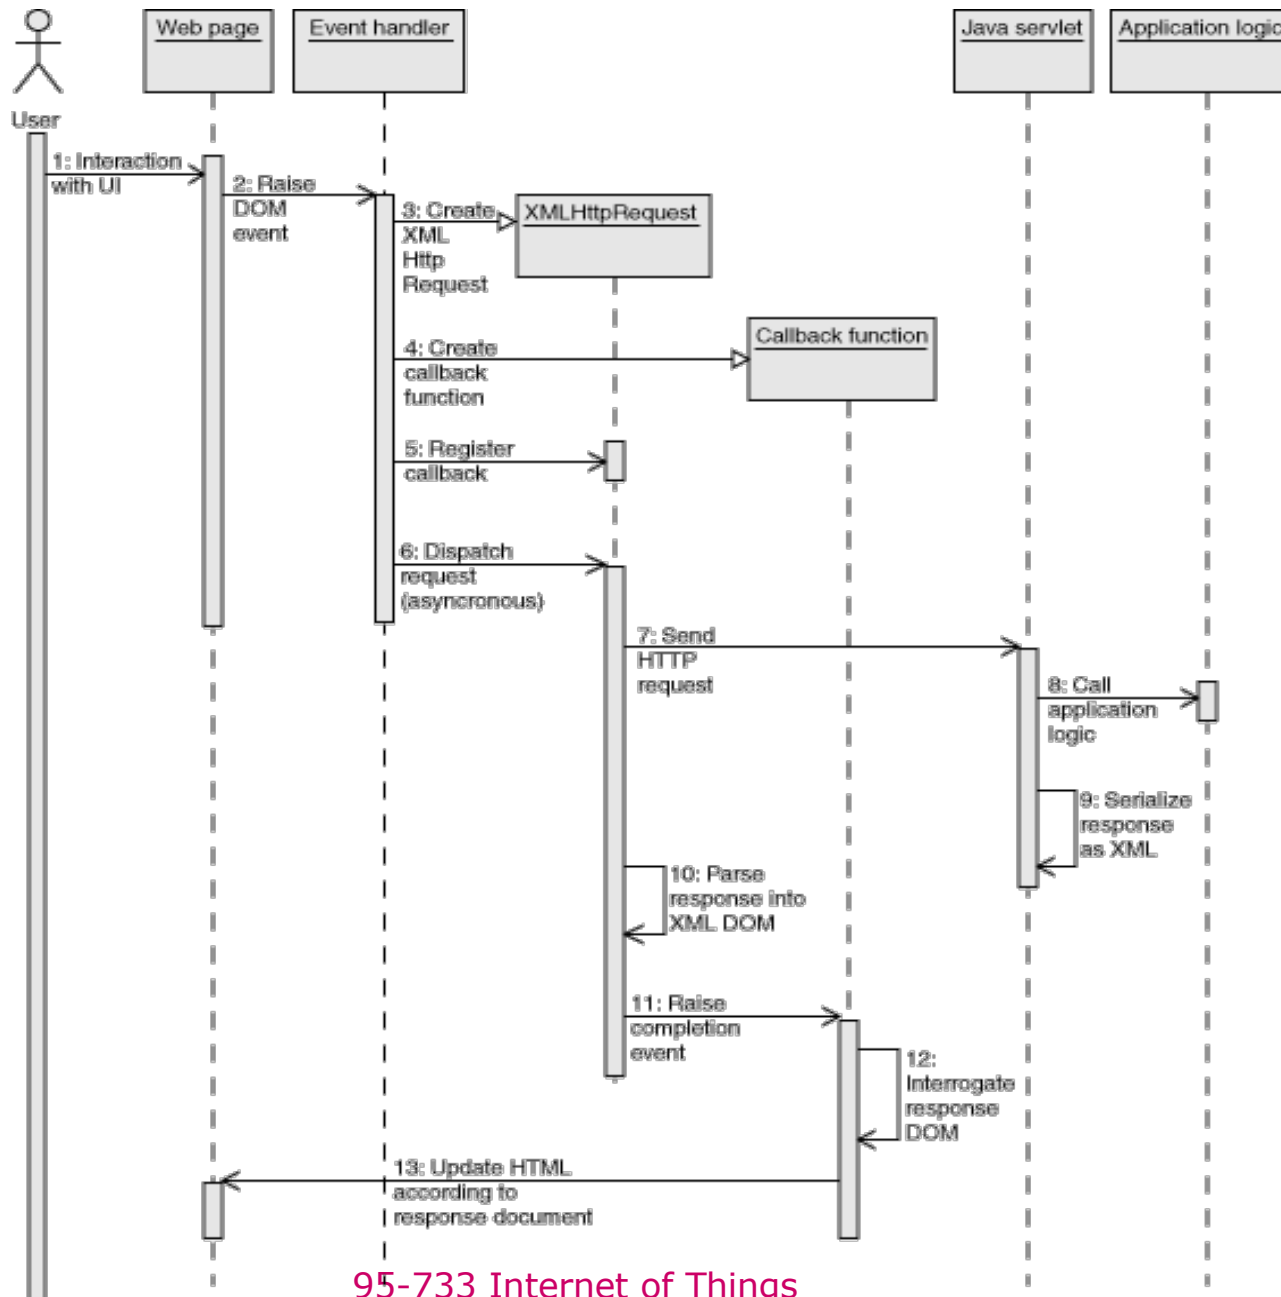 Web page
Event handler
Java servlet
Application logic
User
1: Interaction
with UI
2: Raise
DOM
event
3: Create
XML
Http
Request
XMLHttpRequest
4: Create
callback
function
Callback function
5: Register
callback
6: Dispatch
request
(asyncronous)
7: Send
HTTP
request
8: Call
application
logic
9: Serialize
response
as XML
10: Parse
response into
XML DOM
11: Raise
completion
event
12:
Interrogate
response
DOM
13: Update HTML
according to
response document
95-733 Internet of Things